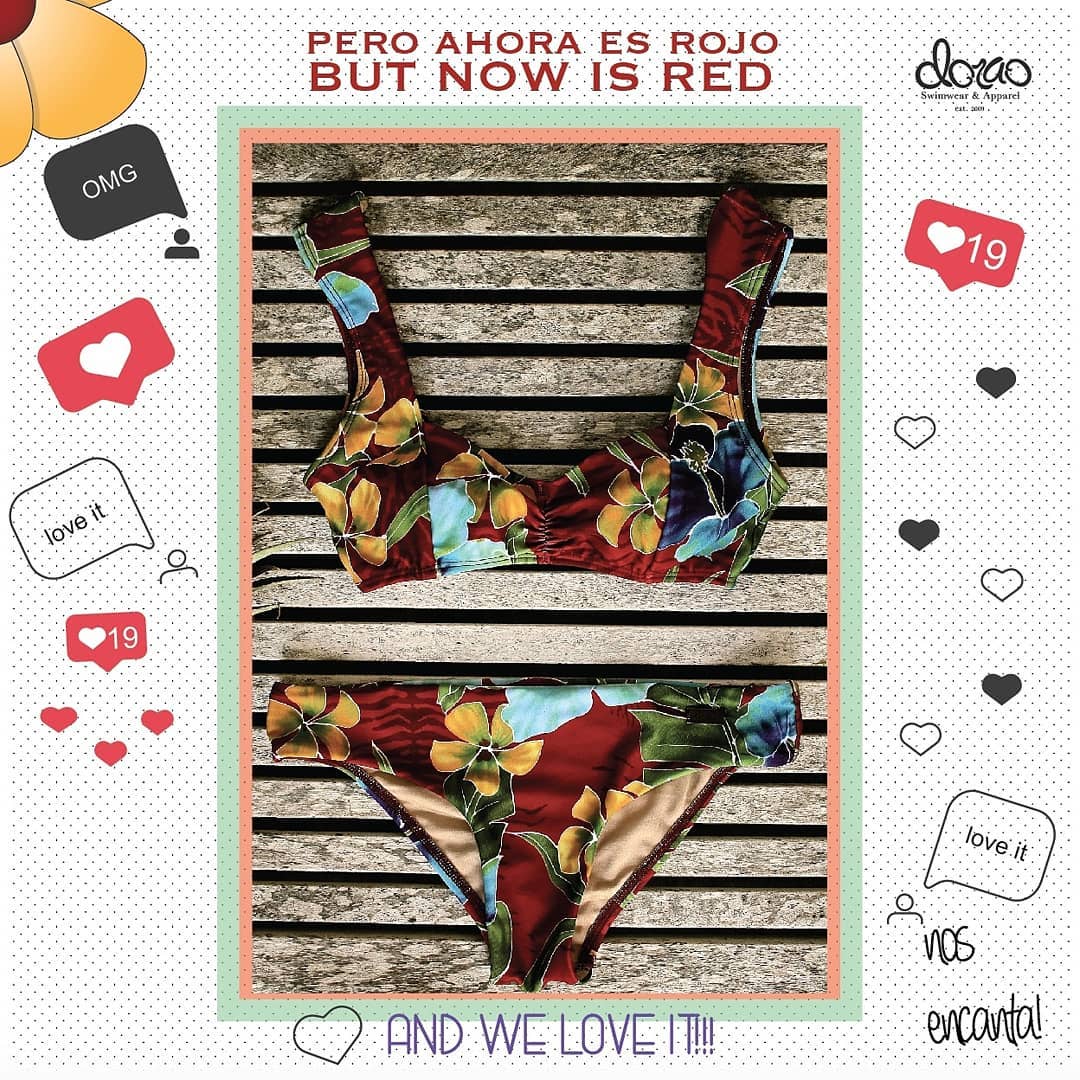 PERO AHORA ES ROJO
BUT NOW IS RED
dorao
Swimwear & Apparel
est. 2009 .
OMG
19
love it
19
love it
nos
encanta!
AND WE LOVE IT!!!